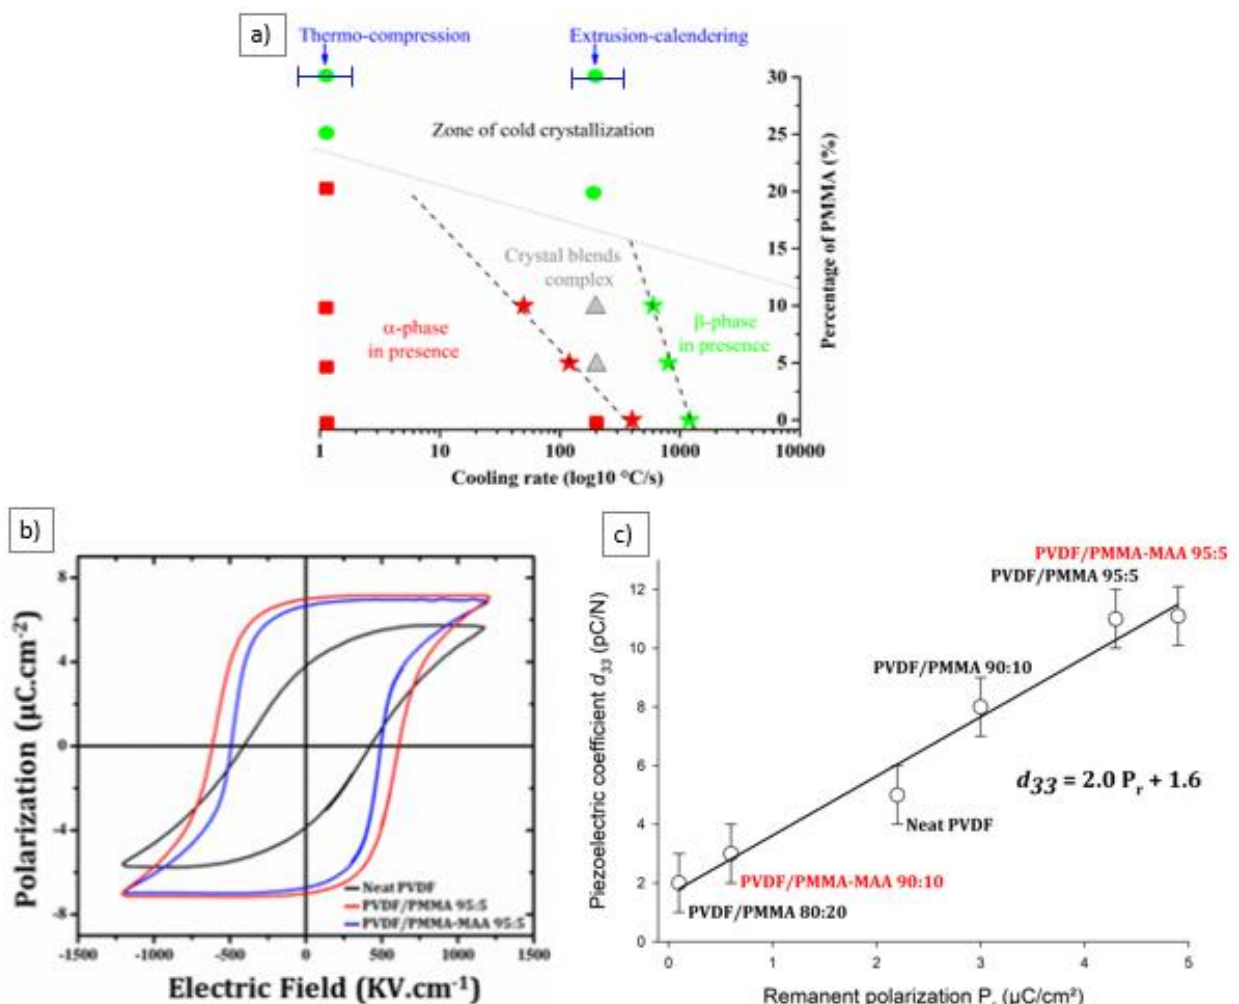 a)
Thermo-compression
Extrusion-calendering
Zone of cold crystallization
Crystal blends
complex
α-phase
in presence
β-phase
in presence
30
25
20
15
10
5
0
Percentage of PMMA (%)
1
10
100
1000
10000
Cooling rate (log10 °C/s)
b)
8
4
0
-4
-8
Polarization (µC.cm⁻²)
Neat PVDF
PVDF/PMMA 95:5
PVDF/PMMA-MAA 95:5
-1500
-1000
-500
0
500
1000
1500
Electric Field (KV.cm⁻¹)
c)
PVDF/PMMA-MAA 95:5
PVDF/PMMA 95:5
PVDF/PMMA 90:10
d33 = 2.0 Pr + 1.6
Neat PVDF
PVDF/PMMA-MAA 90:10
PVDF/PMMA 80:20
12
10
8
6
4
2
0
Piezoelectric coefficient d33 (pC/N)
0
1
2
3
4
5
Remanent polarization Pr (µC/cm²)